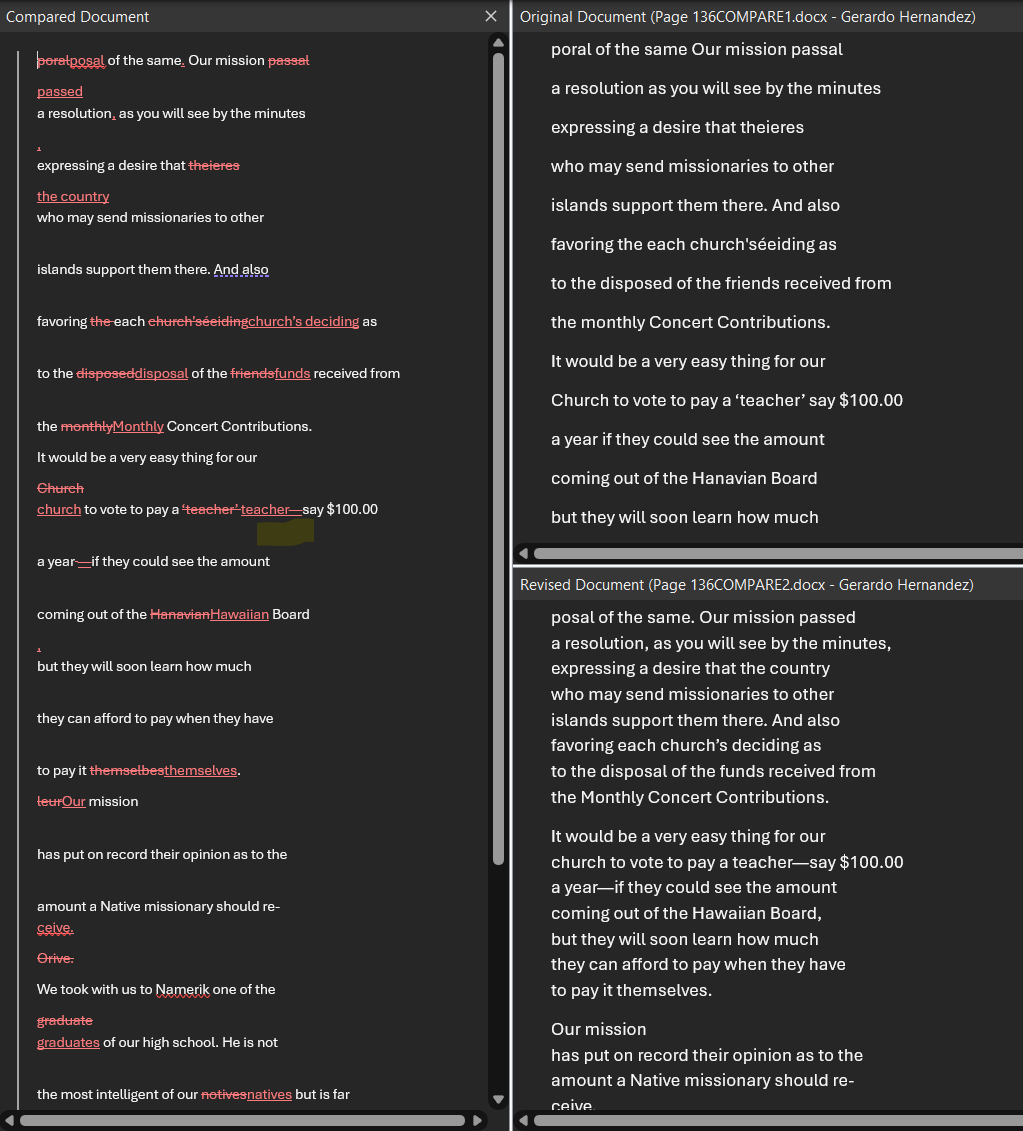 Compared Document
poralposal of the same. Our mission passal
passed
a resolution, as you will see by the minutes
,
expressing a desire that theieres
the country
who may send missionaries to other
islands support them there. And also
favoring the each church'séeidingchurch’s deciding as
to the disposeddisposal of the friendsfunds received from
the monthlyMonthly Concert Contributions.
It would be a very easy thing for our
Church
church to vote to pay a ‘teacher’ teacher—say $100.00
a year —if they could see the amount
coming out of the HanavianHawaiian Board
,
but they will soon learn how much
they can afford to pay when they have
to pay it themselbesthemselves.
leurOur mission
has put on record their opinion as to the
amount a Native missionary should re-
ceive.
Orive.
We took with us to Namerik one of the
graduate
graduates of our high school. He is not
the most intelligent of our notivesnatives but is far
Original Document (Page 136COMPARE1.docx - Gerardo Hernandez)
poral of the same Our mission passal
a resolution as you will see by the minutes
expressing a desire that theieres
who may send missionaries to other
islands support them there. And also
favoring the each church'séeiding as
to the disposed of the friends received from
the monthly Concert Contributions.
It would be a very easy thing for our
Church to vote to pay a ‘teacher’ say $100.00
a year if they could see the amount
coming out of the Hanavian Board
but they will soon learn how much
Revised Document (Page 136COMPARE2.docx - Gerardo Hernandez)
posal of the same. Our mission passed
a resolution, as you will see by the minutes,
expressing a desire that the country
who may send missionaries to other
islands support them there. And also
favoring each church’s deciding as
to the disposal of the funds received from
the Monthly Concert Contributions.
It would be a very easy thing for our
church to vote to pay a teacher—say $100.00
a year—if they could see the amount
coming out of the Hawaiian Board,
but they will soon learn how much
they can afford to pay when they have
to pay it themselves.
Our mission
has put on record their opinion as to the
amount a Native missionary should re-
ceive.